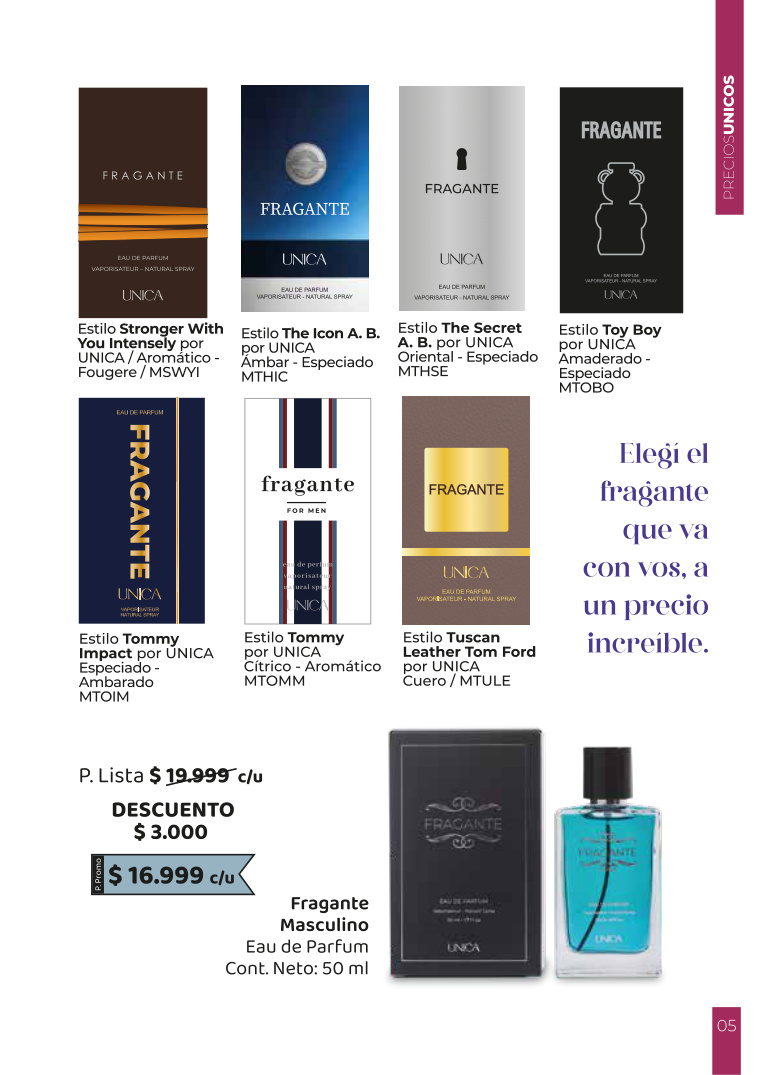 PRECIOSUNICOS
FRAGANTE
EAU DE PARFUM
VAPORISATEUR - NATURAL SPRAY
UNICA
Estilo Stronger With
You Intensely por
UNICA / Aromático -
Fougere / MSWYI
FRAGANTE
UNICA
EAU DE PARFUM
VAPORISATEUR - NATURAL SPRAY
Estilo The Icon A. B.
por UNICA
Ámbar - Especiado
MTHIC
FRAGANTE
UNICA
EAU DE PARFUM
VAPORISATEUR - NATURAL SPRAY
Estilo The Secret
A. B. por UNICA
Oriental - Especiado
MTHSE
FRAGANTE
EAU DE PARFUM
VAPORISATEUR - NATURAL SPRAY
UNICA
Estilo Toy Boy
por UNICA
Amaderado -
Especiado
MTOBO
EAU DE PARFUM
FRAGANTE
UNICA
VAPORISATEUR
NATURAL SPRAY
Estilo Tommy
Impact por UNICA
Especiado -
Ambarado
MTOIM
fragante
FOR MEN
eau de perfum
vaporisateur
natural spray
UNICA
Estilo Tommy
por UNICA
Cítrico - Aromático
MTOMM
FRAGANTE
UNICA
EAU DE PARFUM
VAPORISATEUR - NATURAL SPRAY
Estilo Tuscan
Leather Tom Ford
por UNICA
Cuero / MTULE
Elegí el
fragante
que va
con vos, a
un precio
increíble.
P. Lista $ 19.999 c/u
DESCUENTO
$ 3.000
P. Promo
$ 16.999 c/u
Fragante
Masculino
Eau de Parfum
Cont. Neto: 50 ml
FRAGANTE
EAU DE PARFUM
UNICA
FRAGANTE
UNICA
05